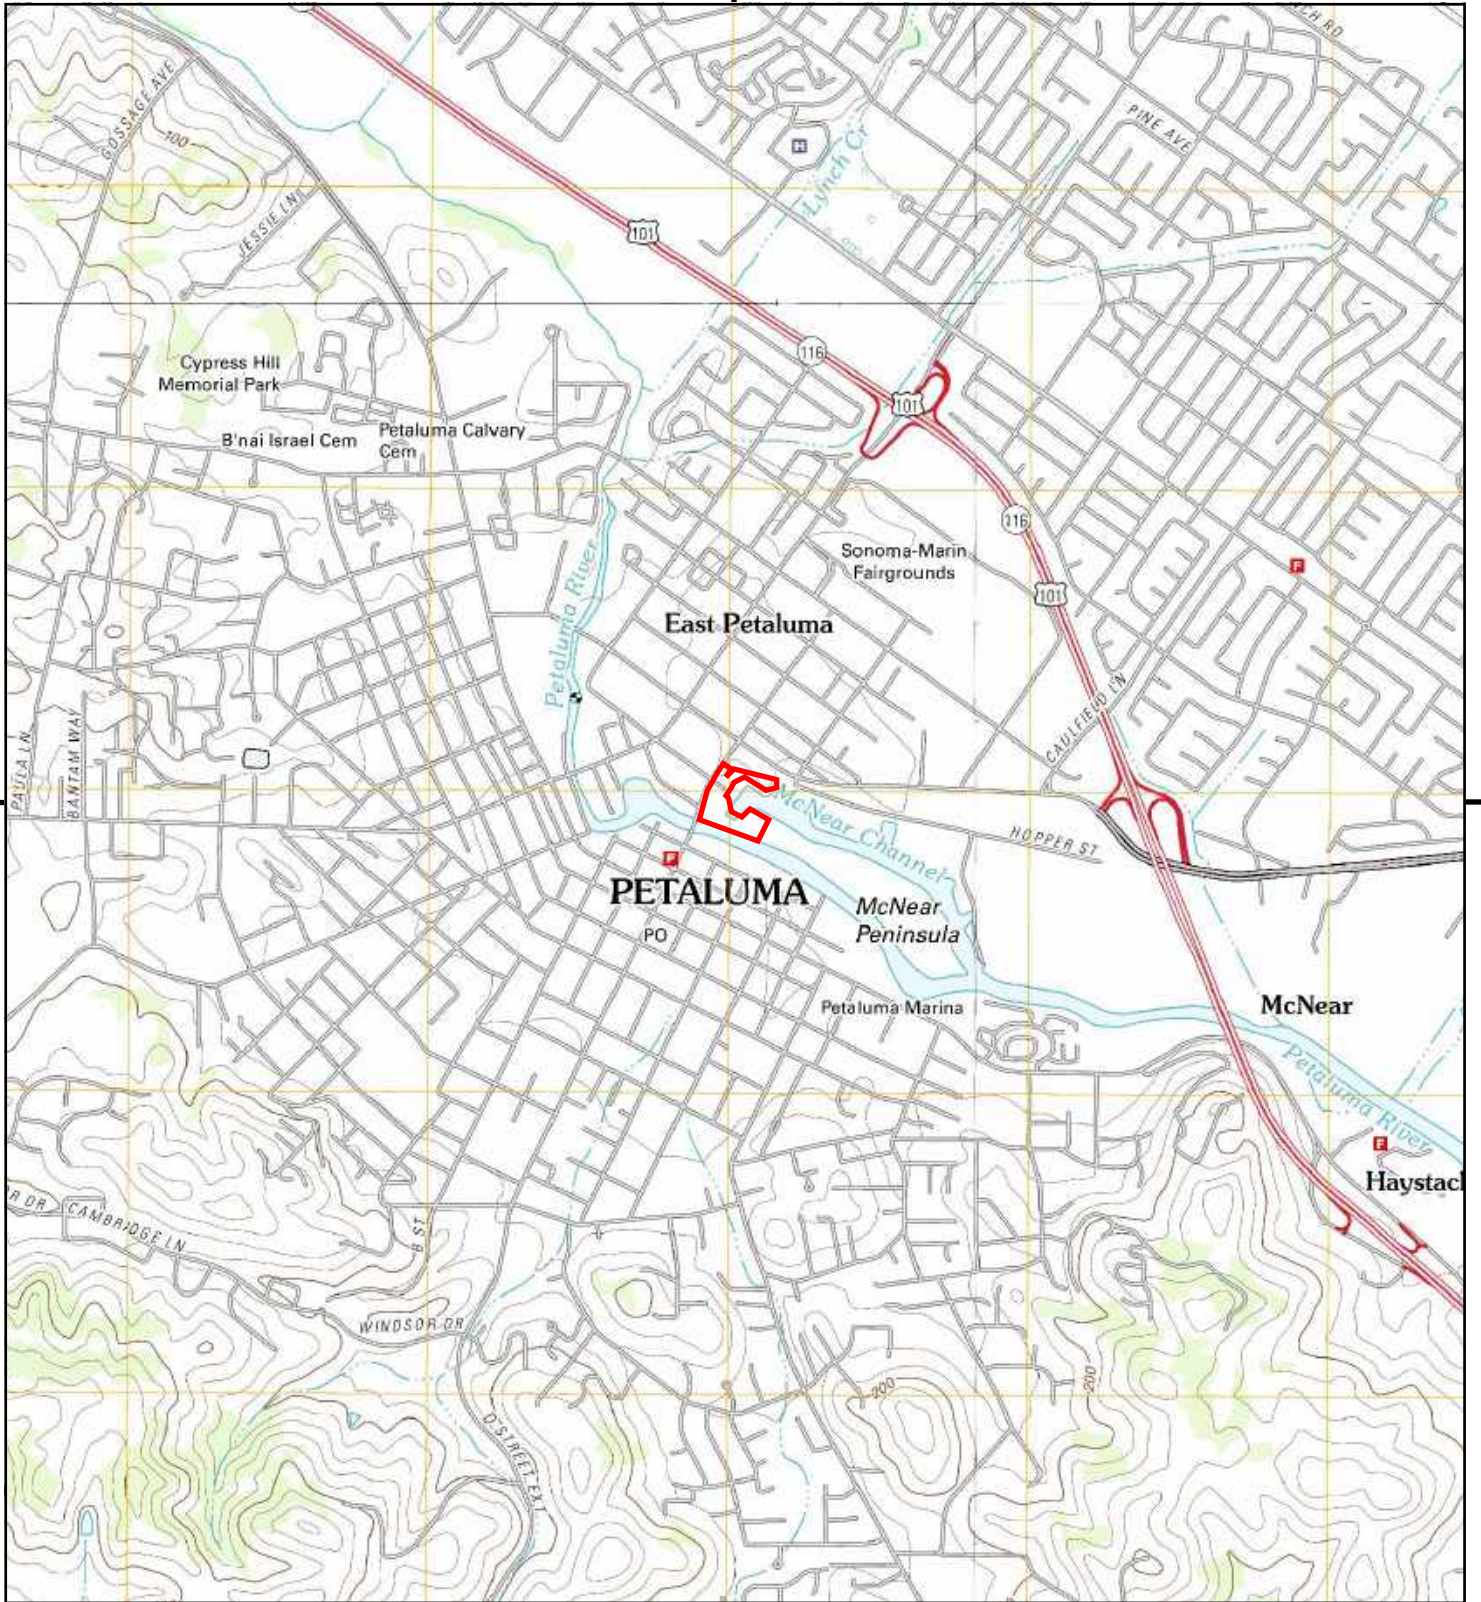 NCH RD
GOSSAGE AVE
100
H
PINE AVE
Lynch Cr
JESSIE LN
101
116
Cypress Hill
Memorial Park
101
B'nai Israel Cem
Petaluma Calvary
Cem
116
Sonoma-Marin
Fairgrounds
F
101
Petaluma River
East Petaluma
CAULFIELD LN
PAULA LN
BANTAM WAY
McNear Channel
HOPPER ST
F
PETALUMA
McNear
Peninsula
PO
Petaluma Marina
McNear
Petaluma River
F
Haystac
R DR
CAMBRIDGE LN
B ST
WINDSOR DR
200
200
D STREET EXT